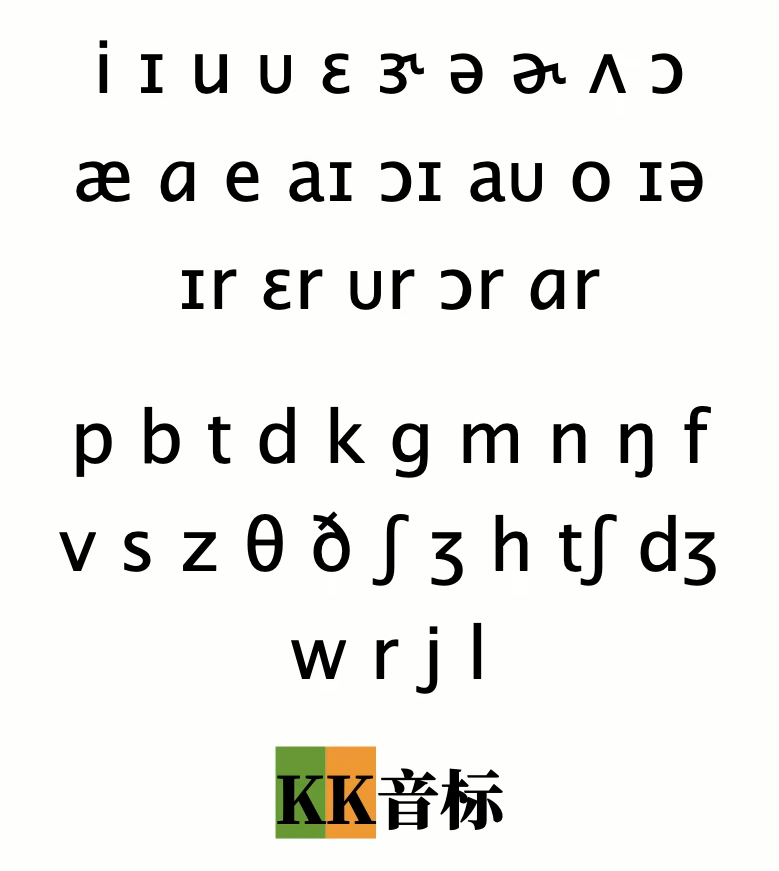 i ɪ u ʊ ɛ ɝ ə ɚ ʌ ɔ
æ ɑ e aɪ ɔɪ aʊ o ɪə
ɪr ɛr ʊr ɔr ɑr
p b t d k g m n ŋ f
v s z θ ð ʃ ʒ h tʃ dʒ
w r j l
KK音标